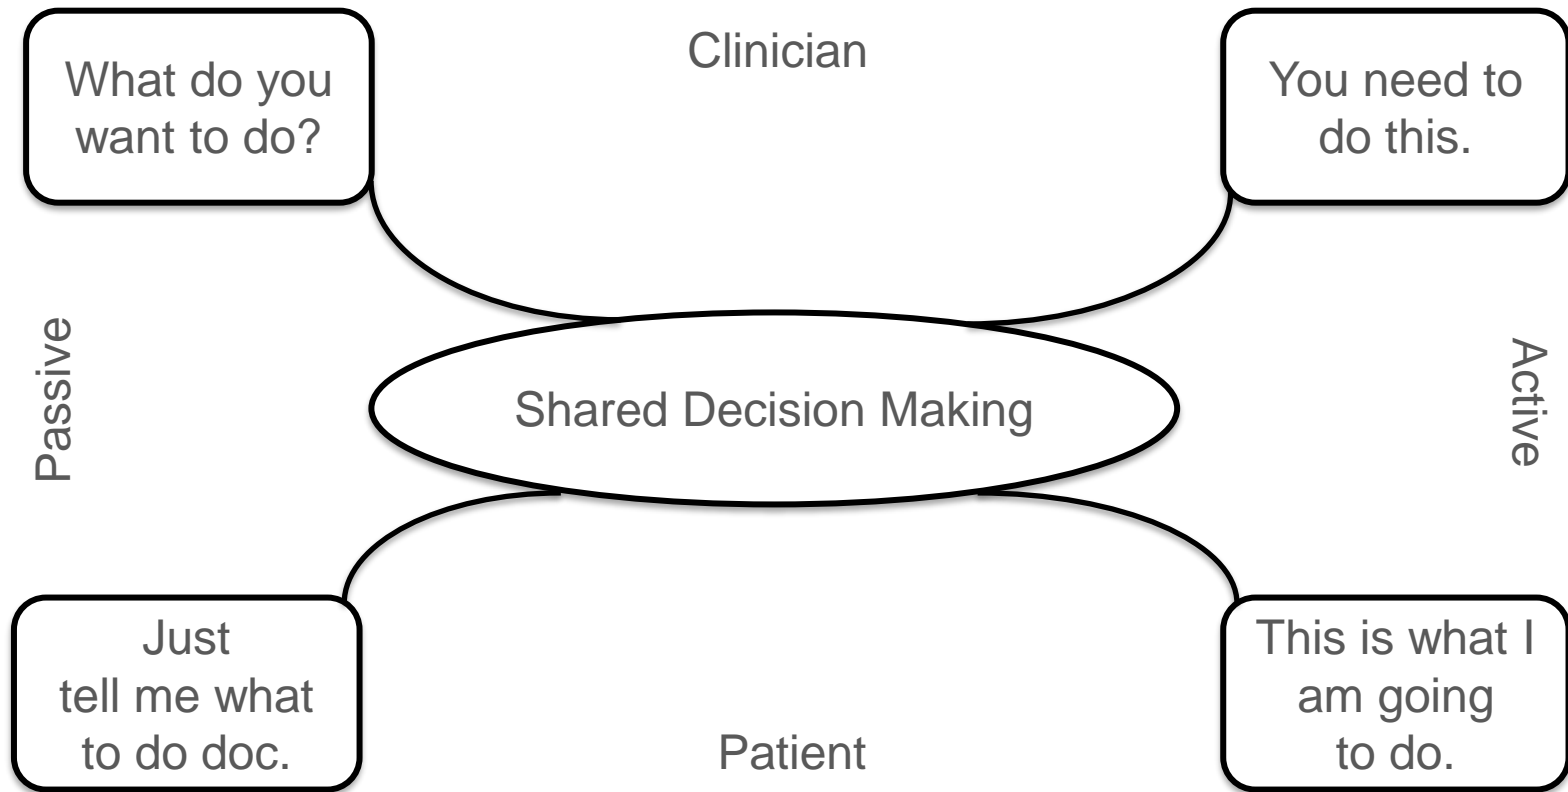 What do you
want to do?
Clinician
You need to
do this.
Passive
Shared Decision Making
Active
Just
tell me what
to do doc.
Patient
This is what I
am going
to do.